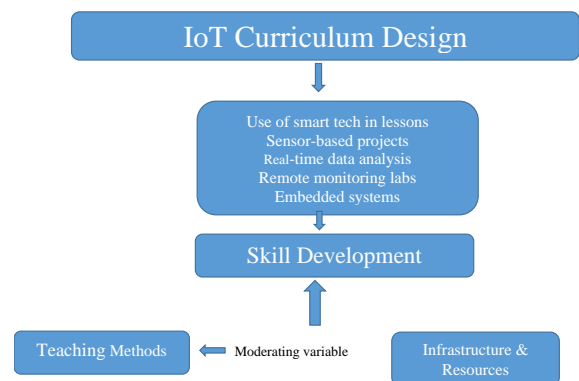 IoT Curriculum Design
Use of smart tech in lessons
Sensor-based projects
Real-time data analysis
Remote monitoring labs
Embedded systems
Skill Development
Teaching Methods
Moderating variable
Infrastructure &
Resources